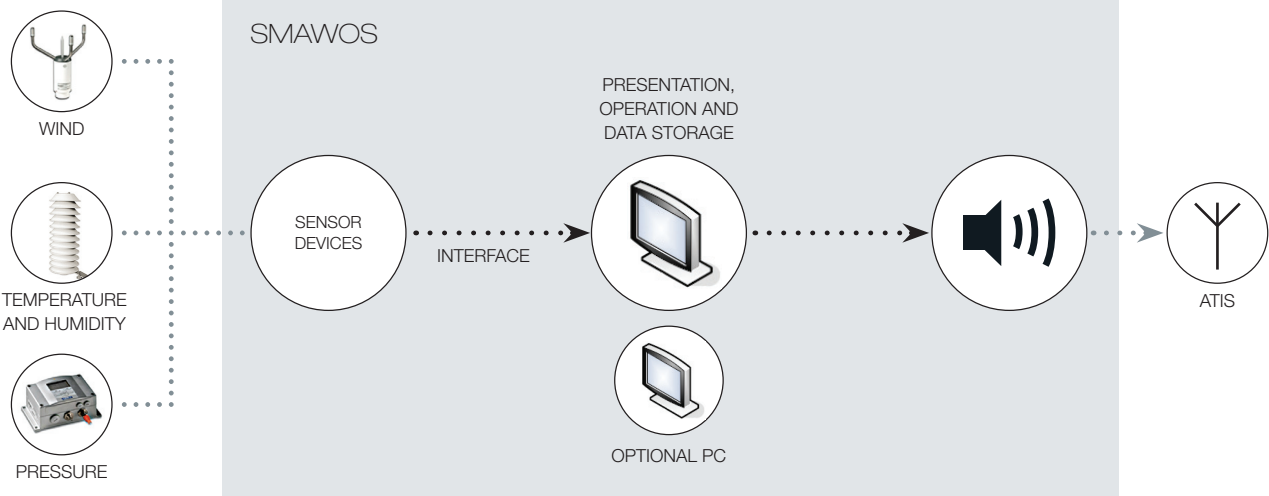 SMAWOS
WIND
TEMPERATURE
AND HUMIDITY
PRESSURE
SENSOR
DEVICES
INTERFACE
PRESENTATION,
OPERATION AND
DATA STORAGE
OPTIONAL PC
ATIS